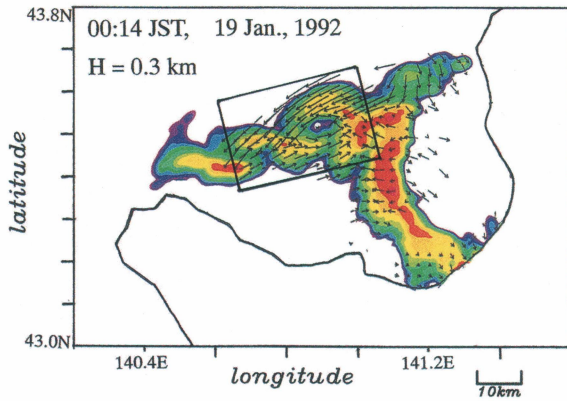 43.8N
00:14 JST, 19 Jan., 1992
H = 0.3 km
latitude
43.0N
140.4E
141.2E
longitude
10km